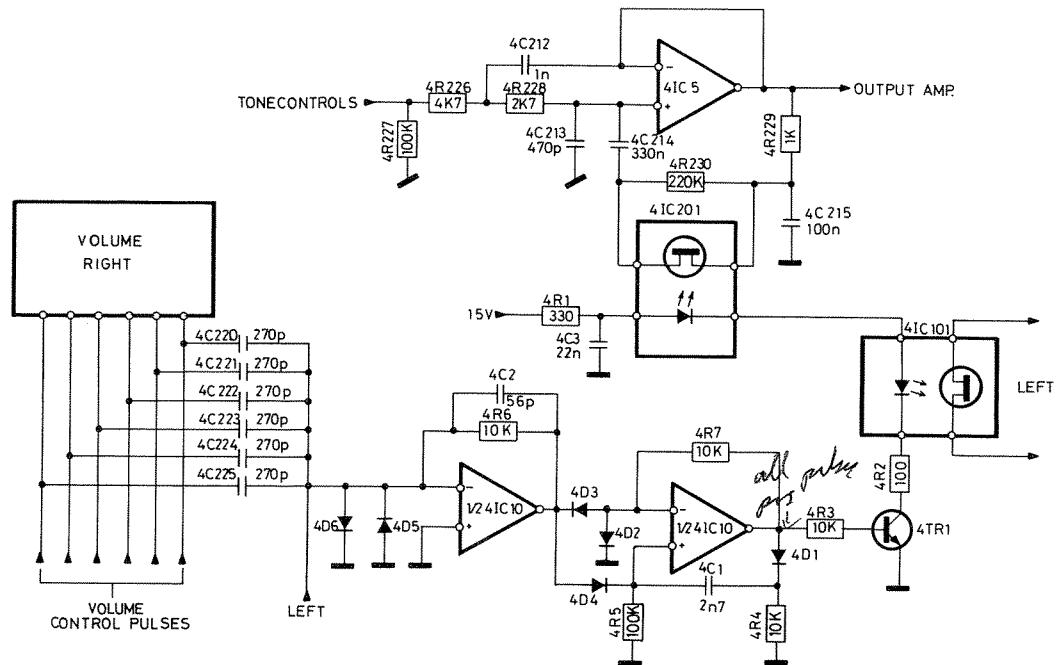 4C212
1n
4IC5
TONECONTROLS
4R226
4K7
4R228
2K7
OUTPUT AMP.
4R227
100K
4C213
470p
4C214
330n
4R229
1K
4R230
220K
4IC201
4C215
100n
VOLUME
RIGHT
15V
4R1
330
4C3
22n
4IC101
LEFT
4C220 270p
4C221 270p
4C222 270p
4C223 270p
4C224 270p
4C225 270p
4C2
56p
4R6
10K
4R7
10K
all
pos pulse
4R2
100
4D6
4D5
- 1/2 4IC10 +
4D3
4D2
- 1/2 4IC10 +
4R3
10K
4TR1
4D1
4D4
4C1
2n7
4R5
100K
4R4
10K
VOLUME
CONTROL PULSES
LEFT